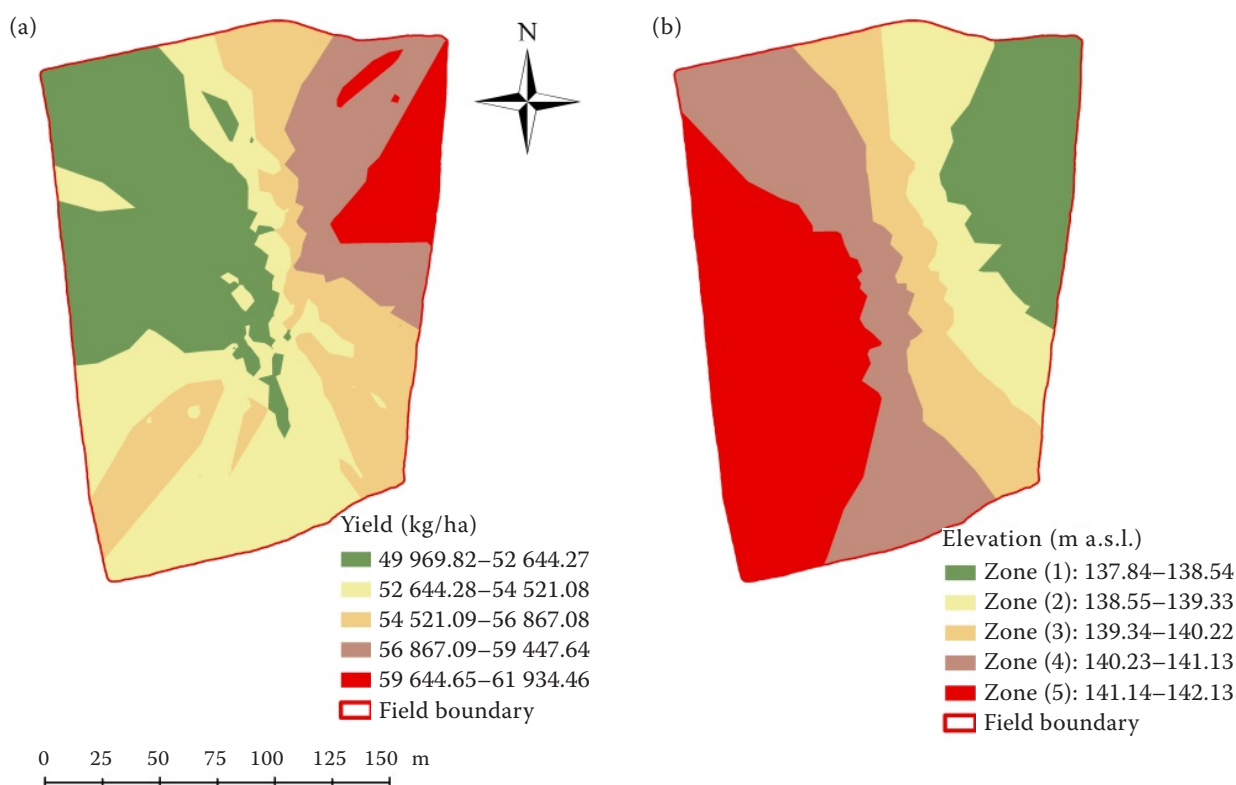 (a)
N
(b)
Yield (kg/ha)
49 969.82–52 644.27
52 644.28–54 521.08
54 521.09–56 867.08
56 867.09–59 447.64
59 644.65–61 934.46
Field boundary
Elevation (m a.s.l.)
Zone (1): 137.84–138.54
Zone (2): 138.55–139.33
Zone (3): 139.34–140.22
Zone (4): 140.23–141.13
Zone (5): 141.14–142.13
Field boundary
0 25 50 75 100 125 150 m